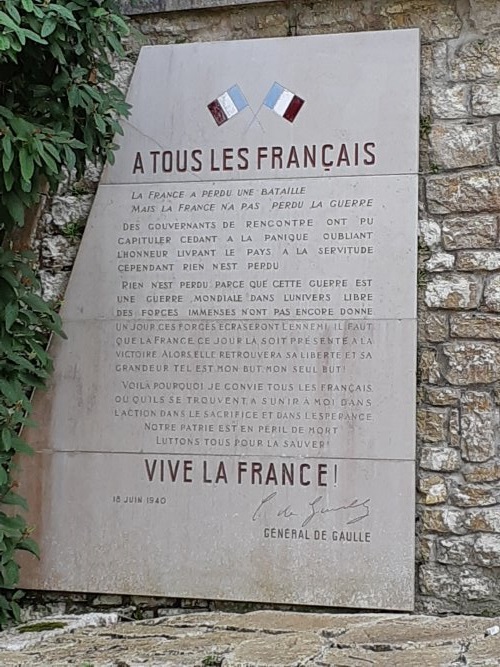 A TOUS LES FRANÇAIS
LA FRANCE A PERDU UNE BATAILLE
MAIS LA FRANCE N'A PAS PERDU LA GUERRE
DES GOUVERNANTS DE RENCONTRE ONT PU
CAPITULER CEDANT A LA PANIQUE OUBLIANT
L'HONNEUR LIVRANT LE PAYS A LA SERVITUDE
CEPENDANT RIEN N'EST PERDU
RIEN N'EST PERDU PARCE QUE CETTE GUERRE EST
UNE GUERRE MONDIALE DANS L'UNIVERS LIBRE
DES FORCES IMMENSES N'ONT PAS ENCORE DONNE
UN JOUR CES FORCES ECRASERONT L'ENNEMI. IL FAUT
QUE LA FRANCE CE JOUR LA SOIT PRESENTE A LA
VICTOIRE ALORS ELLE RETROUVERA SA LIBERTE ET SA
GRANDEUR TEL EST MON BUT MON SEUL BUT!
VOILÀ POURQUOI JE CONVIE TOUS LES FRANÇAIS
OU QU'ILS SE TROUVENT A S'UNIR À MOI DANS
L'ACTION DANS LE SACRIFICE ET DANS L'ESPERANCE
NOTRE PATRIE EST EN PÉRIL DE MORT
LUTTONS TOUS POUR LA SAUVER!
VIVE LA FRANCE!
18 JUIN 1940
C. de Gaulle
GENERAL DE GAULLE